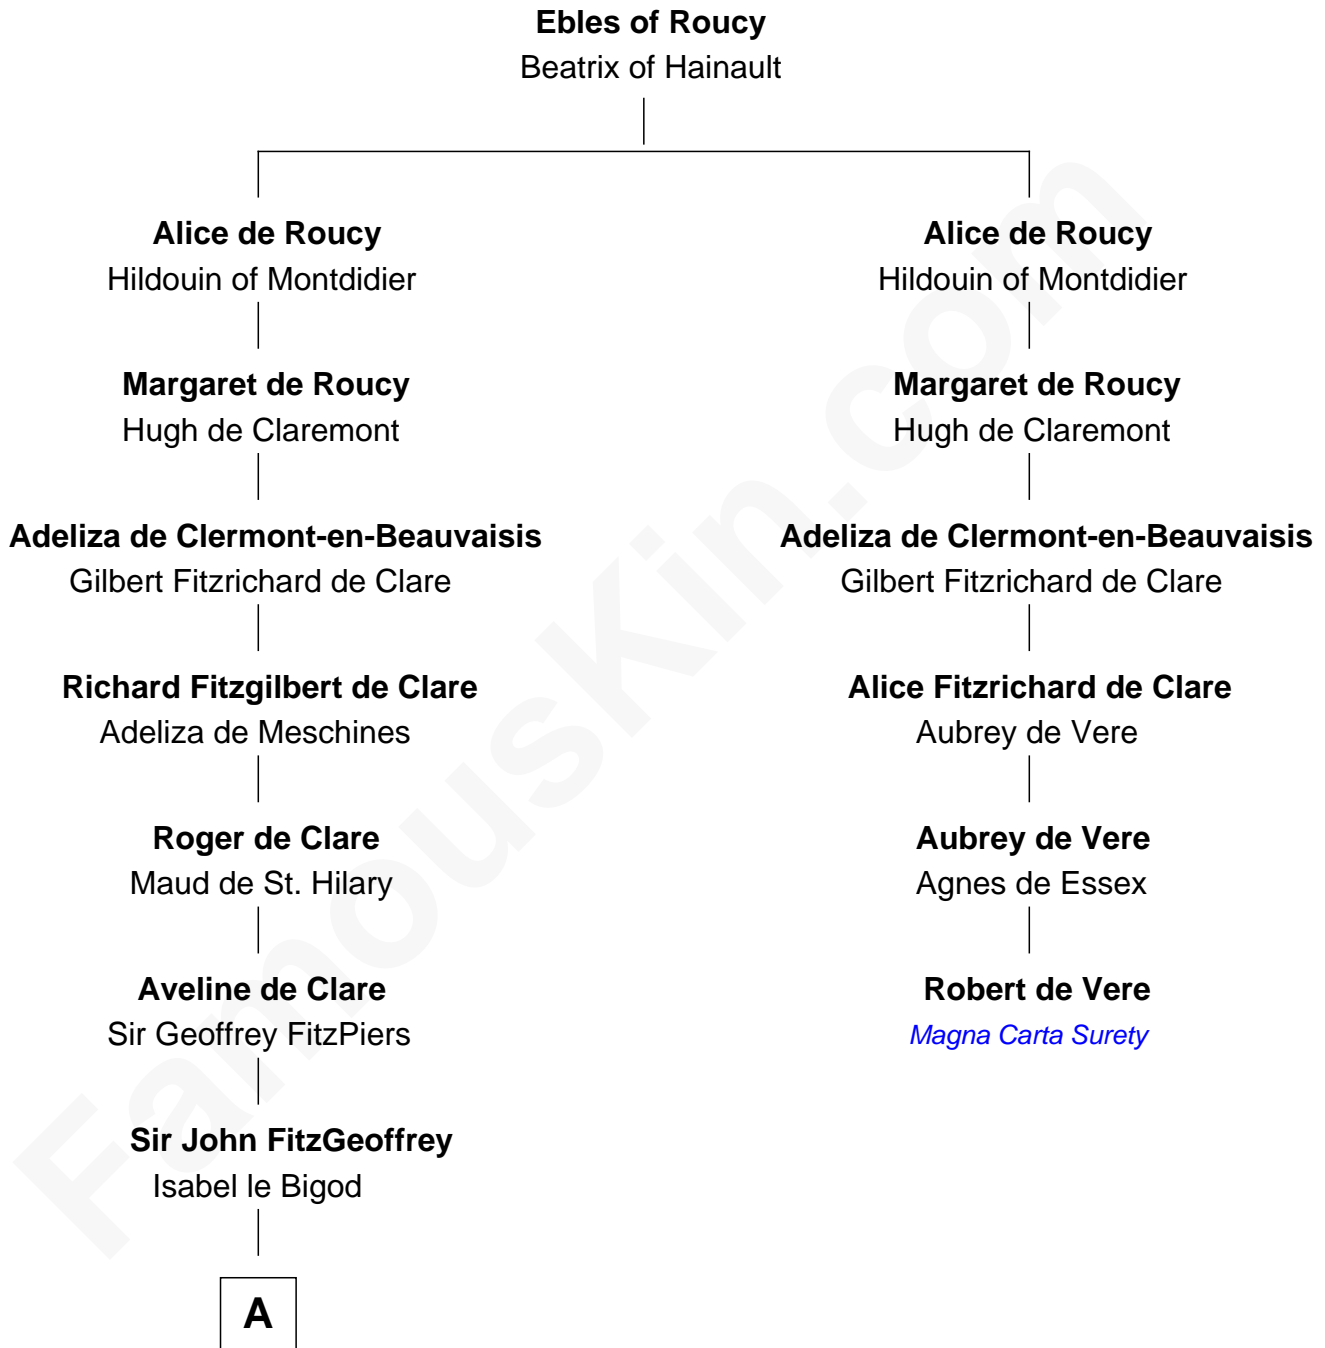 Ebles of Roucy
Beatrix of Hainault
Alice de Roucy
Hildouin of Montdidier
Alice de Roucy
Hildouin of Montdidier
Margaret de Roucy
Hugh de Claremont
Margaret de Roucy
Hugh de Claremont
Adeliza de Clermont-en-Beauvaisis
Gilbert Fitzrichard de Clare
Adeliza de Clermont-en-Beauvaisis
Gilbert Fitzrichard de Clare
Richard Fitzgilbert de Clare
Adeliza de Meschines
Alice Fitzrichard de Clare
Aubrey de Vere
Roger de Clare
Maud de St. Hilary
Aubrey de Vere
Agnes de Essex
Aveline de Clare
Sir Geoffrey FitzPiers
Robert de Vere
Magna Carta Surety
Sir John FitzGeoffrey
Isabel le Bigod
A
FamousKin.com